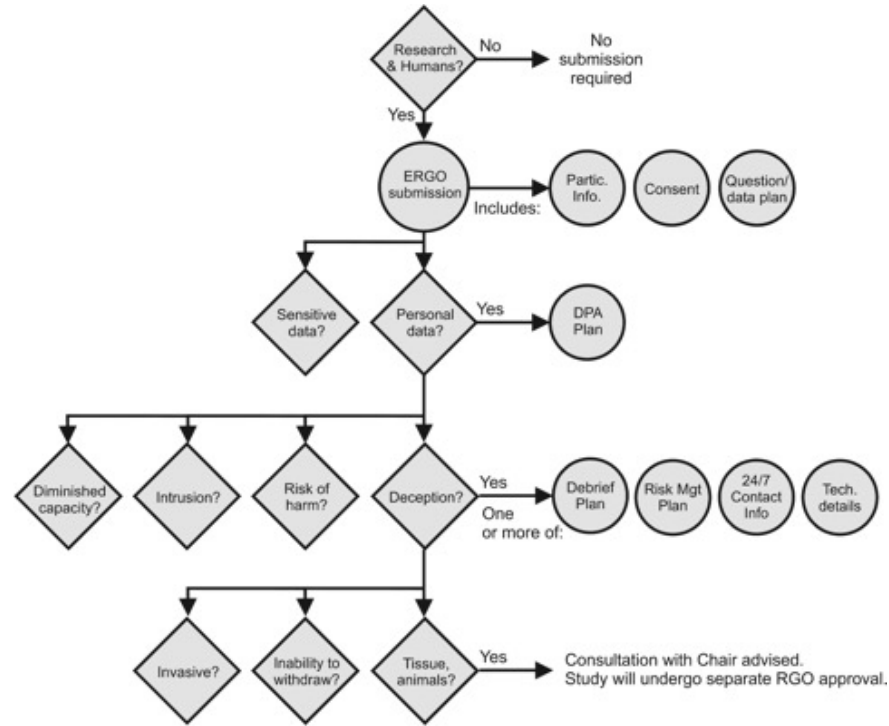 Research
& Humans?
No
No
submission
required
Yes
ERGO
submission
Includes:
Partic.
Info.
Consent
Question/
data plan
Sensitive
data?
Personal
data?
Yes
DPA
Plan
Diminished
capacity?
Intrusion?
Risk of
harm?
Deception?
Yes
One
or more of:
Debrief
Plan
Risk Mgt
Plan
24/7
Contact
Info
Tech.
details
Invasive?
Inability to
withdraw?
Tissue,
animals?
Yes
Consultation with Chair advised.
Study will undergo separate RGO approval.